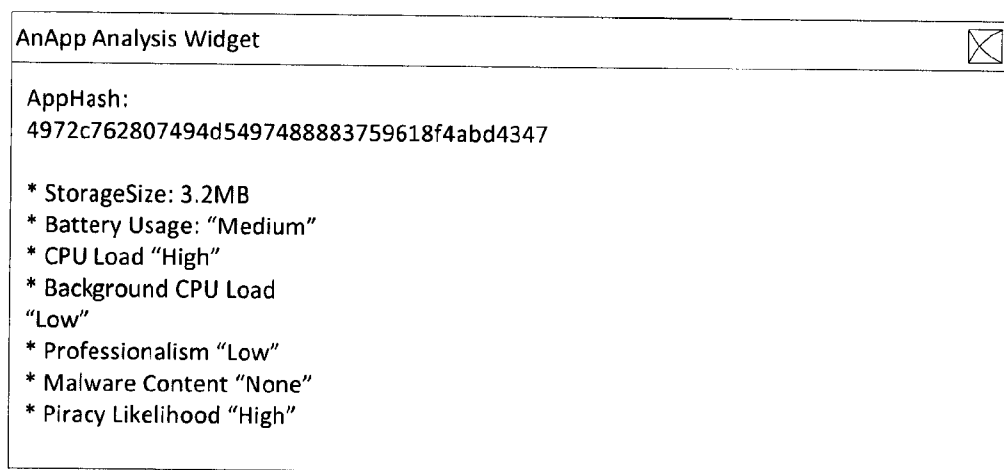 AnApp Analysis Widget
AppHash:
4972c762807494d5497488883759618f4abd4347
* StorageSize: 3.2MB
* Battery Usage: “Medium”
* CPU Load “High”
* Background CPU Load
“Low”
* Professionalism “Low”
* Malware Content “None”
* Piracy Likelihood “High”